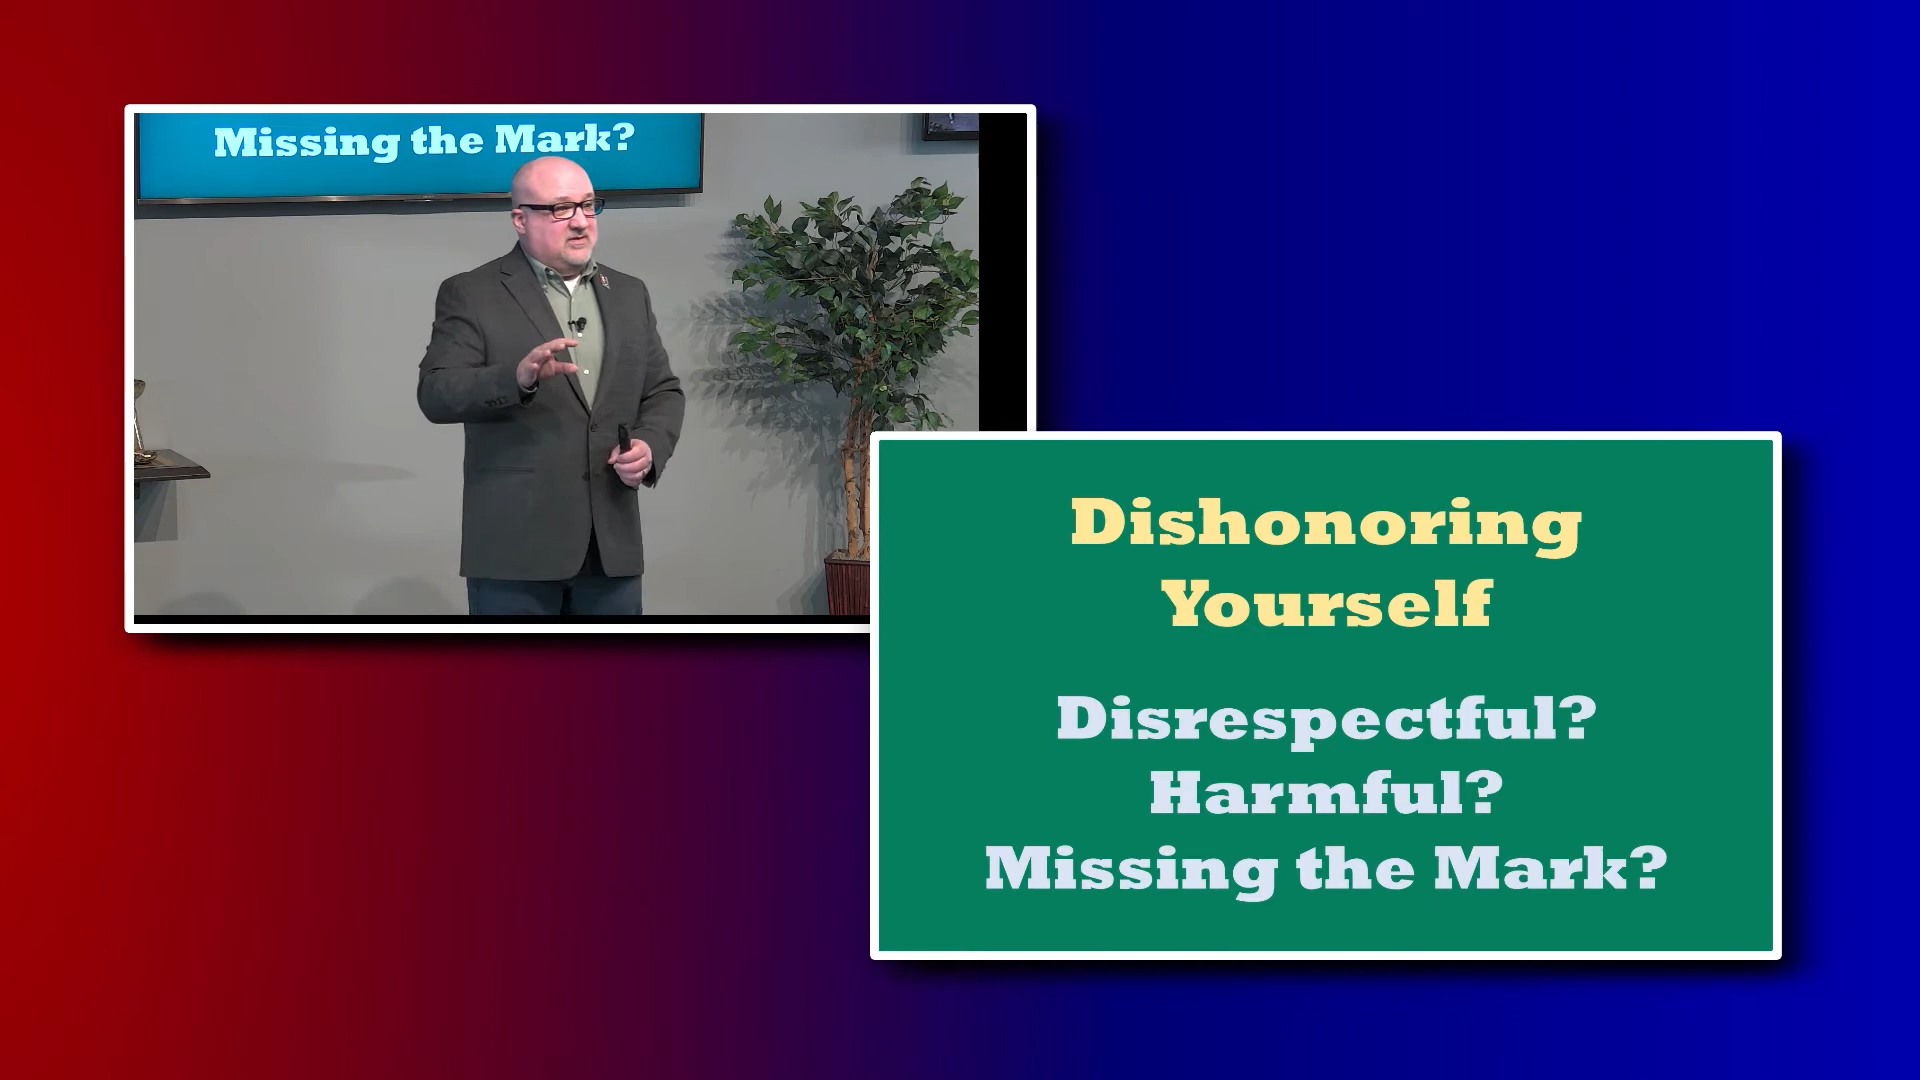 Missing the Mark?
Dishonoring
Yourself
Disrespectful?
Harmful?
Missing the Mark?